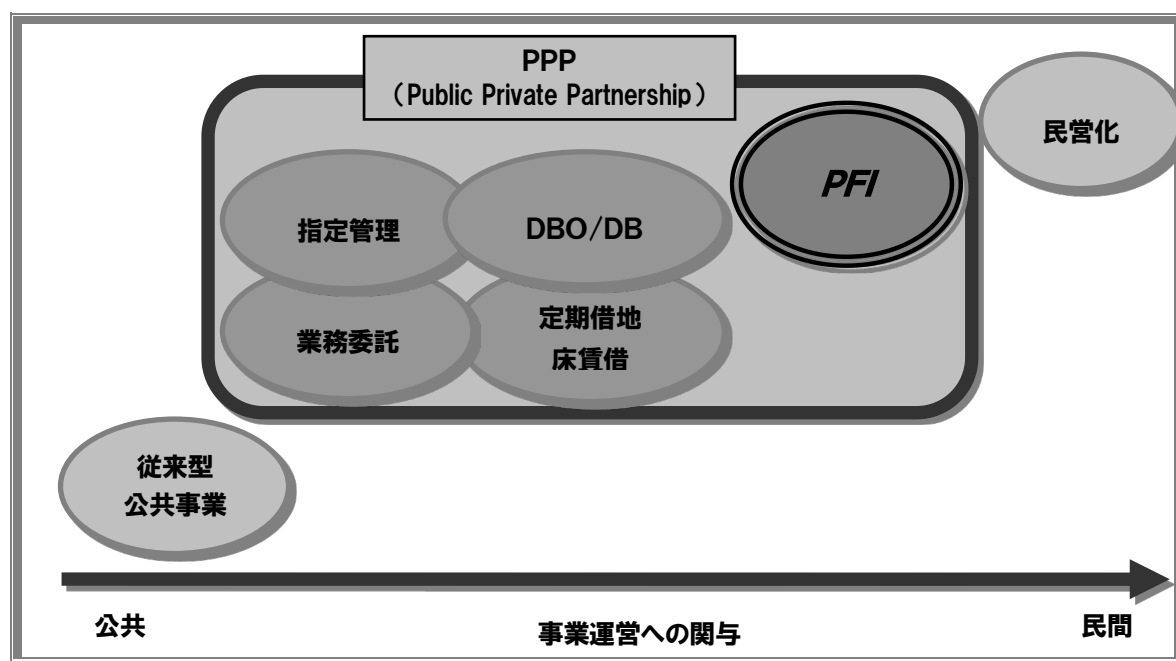 PPP
（Public Private Partnership）
民営化
PFI
指定管理
DBO/DB
業務委託
定期借地
床賃借
従来型
公共事業
公共
事業運営への関与
民間